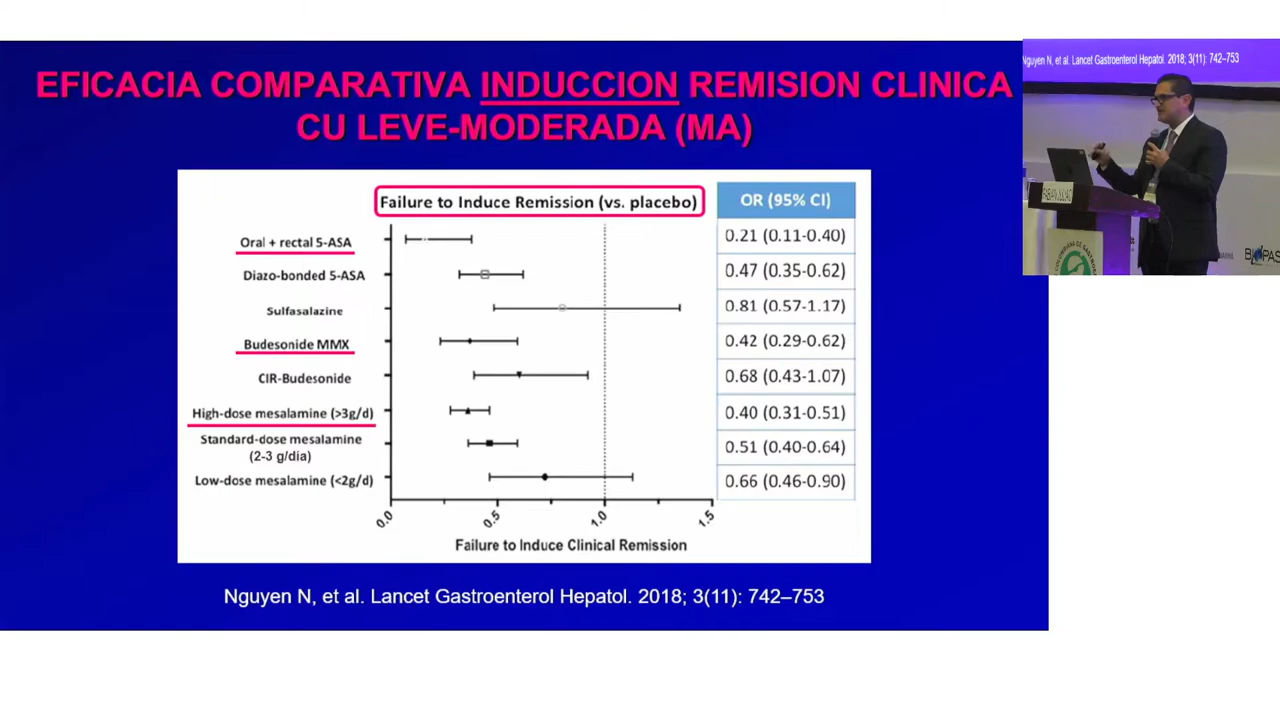 EFICACIA COMPARATIVA INDUCCION REMISION CLINICA
CU LEVE-MODERADA (MA)
Failure to Induce Remission (vs. placebo)
OR (95% CI)
Oral + rectal 5-ASA
0.21 (0.11-0.40)
Diazo-bonded 5-ASA
0.47 (0.35-0.62)
Sulfasalazine
0.81 (0.57-1.17)
Budesonide MMX
0.42 (0.29-0.62)
CIR-Budesonide
0.68 (0.43-1.07)
High-dose mesalamine (>3g/d)
0.40 (0.31-0.51)
Standard-dose mesalamine
(2-3 g/dia)
0.51 (0.40-0.64)
Low-dose mesalamine (<2g/d)
0.66 (0.46-0.90)
0.0 0.5 1.0 1.5
Failure to Induce Clinical Remission
Nguyen N, et al. Lancet Gastroenterol Hepatol. 2018; 3(11): 742–753
Nguyen N, et al. Lancet Gastroenterol Hepatol. 2018; 3(11): 742–753